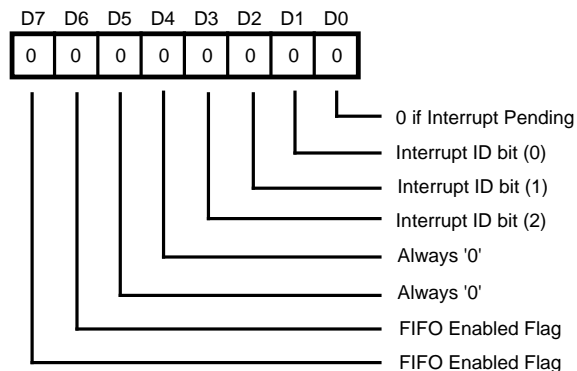 D7 D6 D5 D4 D3 D2 D1 D0
0 0 0 0 0 0 0 0
0 if Interrupt Pending
Interrupt ID bit (0)
Interrupt ID bit (1)
Interrupt ID bit (2)
Always '0'
Always '0'
FIFO Enabled Flag
FIFO Enabled Flag